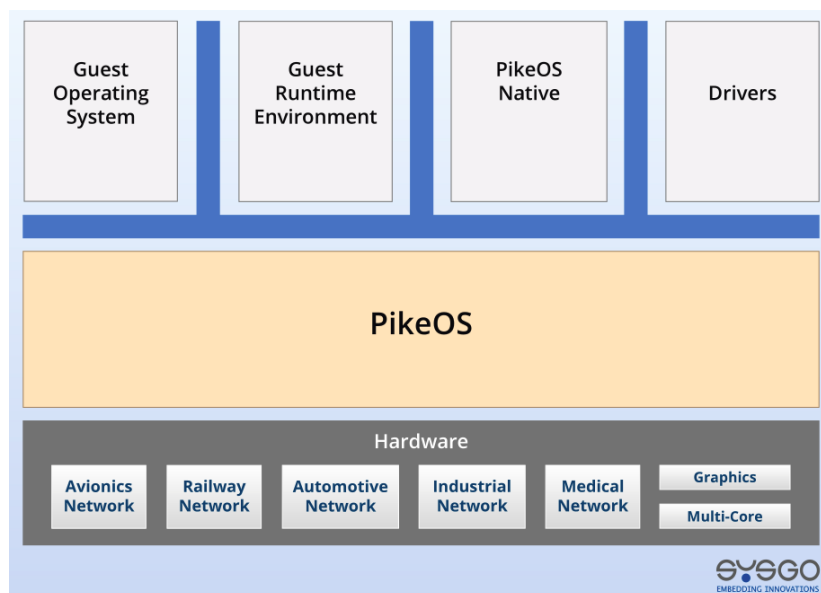 Guest
Operating
System
Guest
Runtime
Environment
PikeOS
Native
Drivers
PikeOS
Hardware
Avionics
Network
Railway
Network
Automotive
Network
Industrial
Network
Medical
Network
Graphics
Multi-Core
SYSGO
EMBEDDING INNOVATIONS